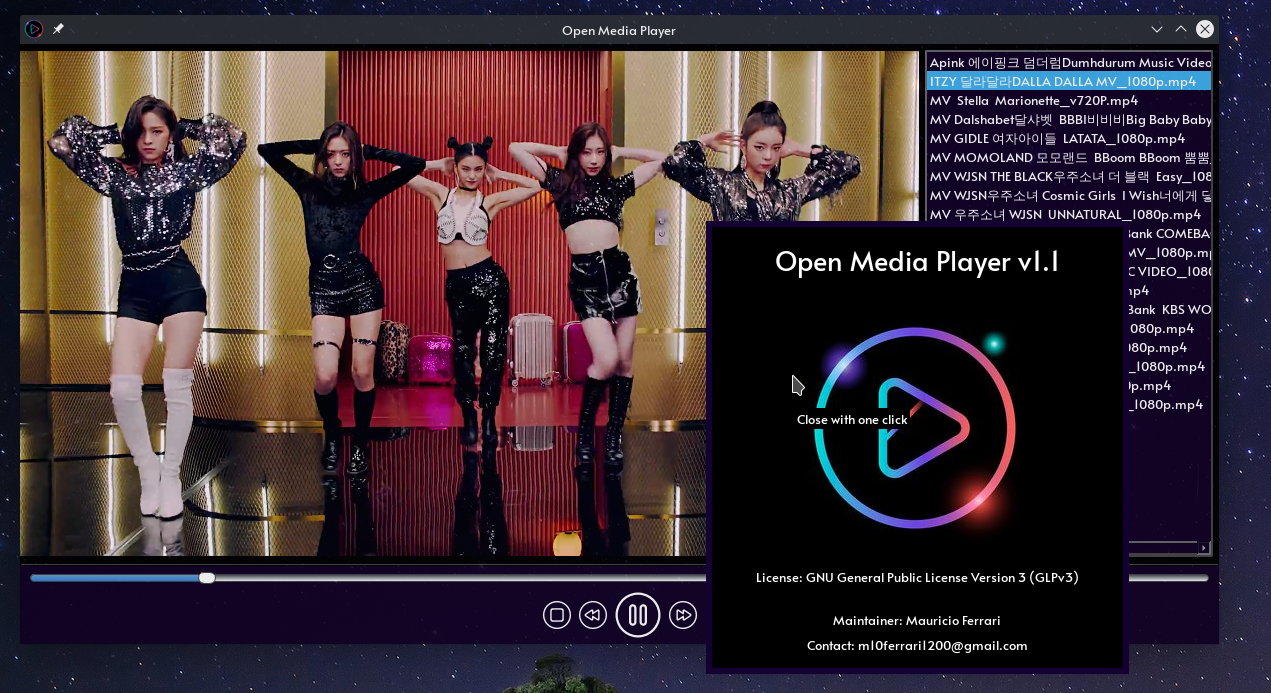 Open Media Player
Apink 에이핑크 덤더럼Dumhdurum Music Video
ITZY 달라달라DALLA DALLA MV_1080p.mp4
MV Stella Marionette_v720P.mp4
MV Dalshabet달샤벳 BBBI비비비Big Baby Baby
MV GIDLE 여자아이들 LATATA_1080p.mp4
MV MOMOLAND 모모랜드 BBoom BBoom 뿜뿜_
MV WJSN THE BLACK우주소녀 더 블랙 Easy_108
MV WJSN우주소녀 Cosmic Girls I Wish너에게 닿
MV 우주소녀 WJSN UNNATURAL_1080p.mp4
Bank COMEBA
MV_1080p.mp
C VIDEO_1080
mp4
Bank KBS WO
1080p.mp4
1080p.mp4
_1080p.mp4
0p.mp4
_1080p.mp4
Open Media Player v1.1
Close with one click
License: GNU General Public License Version 3 (GLPv3)
Maintainer: Mauricio Ferrari
Contact: m10ferrari1200@gmail.com